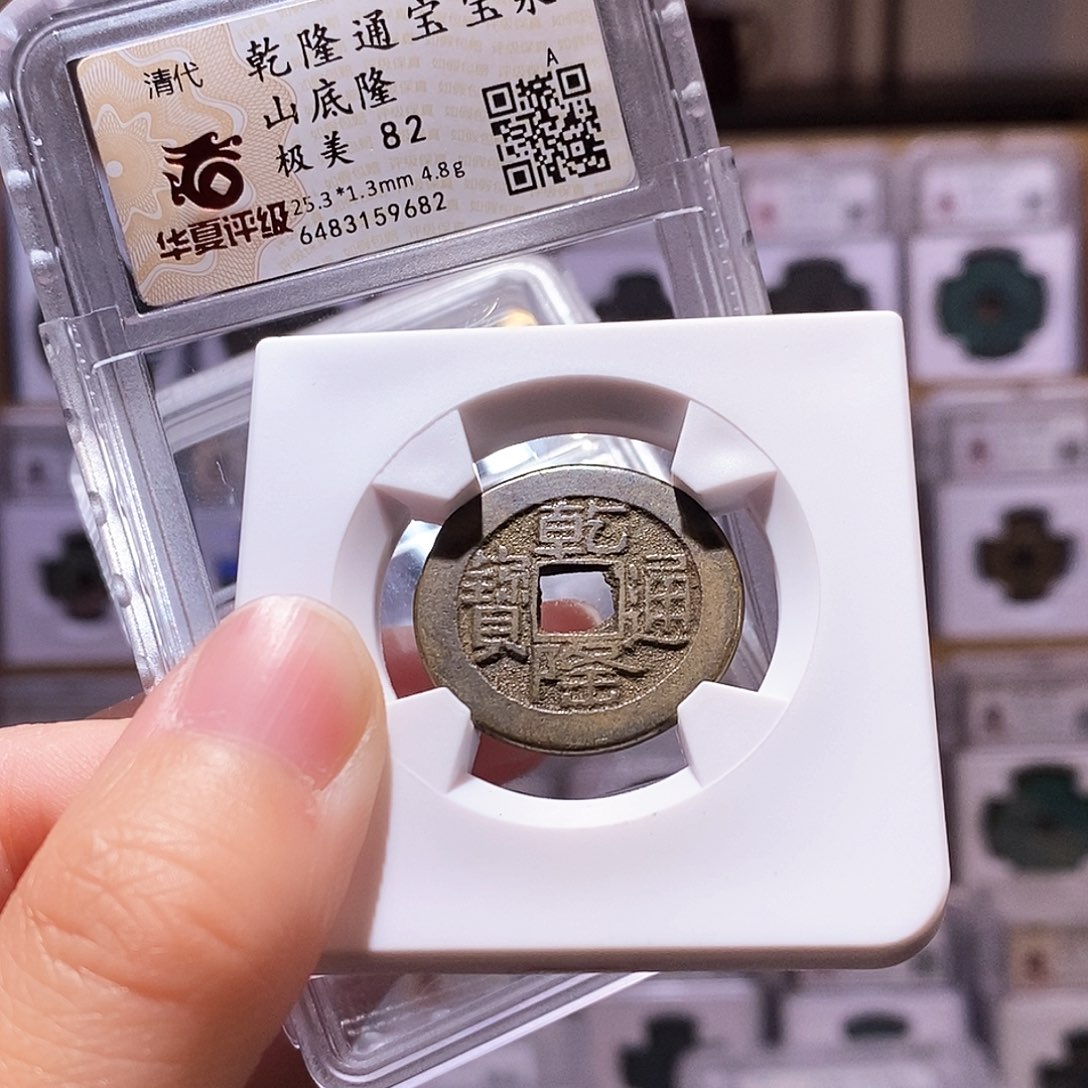 清代
乾隆通宝宝泉
山底隆
极美 82
A
25.3*1.3mm 4.8g
6483159682
华夏评级
乾隆通寶